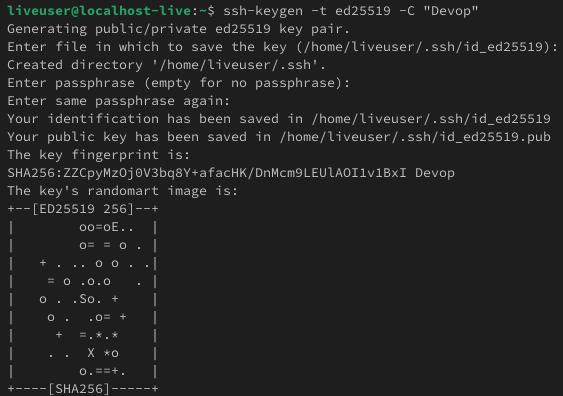 liveuser@localhost-live:~$ ssh-keygen -t ed25519 -C "Devop"
Generating public/private ed25519 key pair.
Enter file in which to save the key (/home/liveuser/.ssh/id_ed25519):
Created directory '/home/liveuser/.ssh'.
Enter passphrase (empty for no passphrase):
Enter same passphrase again:
Your identification has been saved in /home/liveuser/.ssh/id_ed25519
Your public key has been saved in /home/liveuser/.ssh/id_ed25519.pub
The key fingerprint is:
SHA256:ZZCpyMzOj0V3bq8Y+afacHK/DnMcm9LEUlAOI1v1BxI Devop
The key's randomart image is:
+--[ED25519 256]--+
|        oo=oE..  |
|        o= = o . |
|   + . .. o o . .|
|    = o .o.o   . |
|   o . .So. +    |
|    o .  .o= +   |
|     +  =.*.*    |
|    . .  X *o    |
|        o.==+.   |
+----[SHA256]-----+